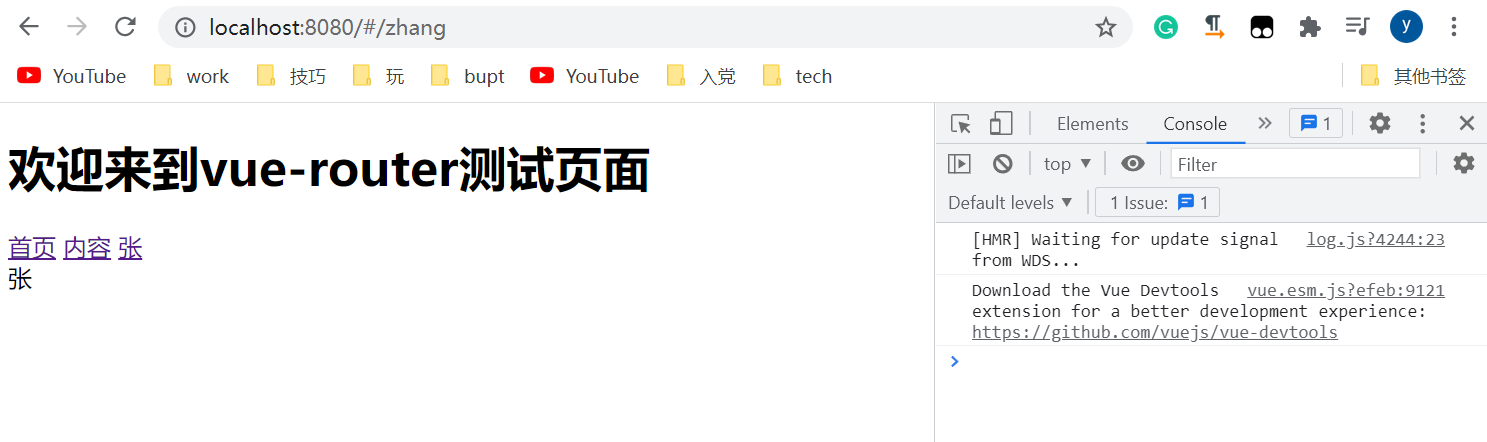 localhost:8080/#/zhang
y
YouTube work 技巧 玩 bupt YouTube 入党 tech 其他书签
欢迎来到vue-router测试页面
首页 内容 张
张
Elements Console 1
top Filter
Default levels 1 Issue: 1
[HMR] Waiting for update signal log.js?4244:23
from WDS...
Download the Vue Devtools vue.esm.js?efeb:9121
extension for a better development experience:
https://github.com/vuejs/vue-devtools